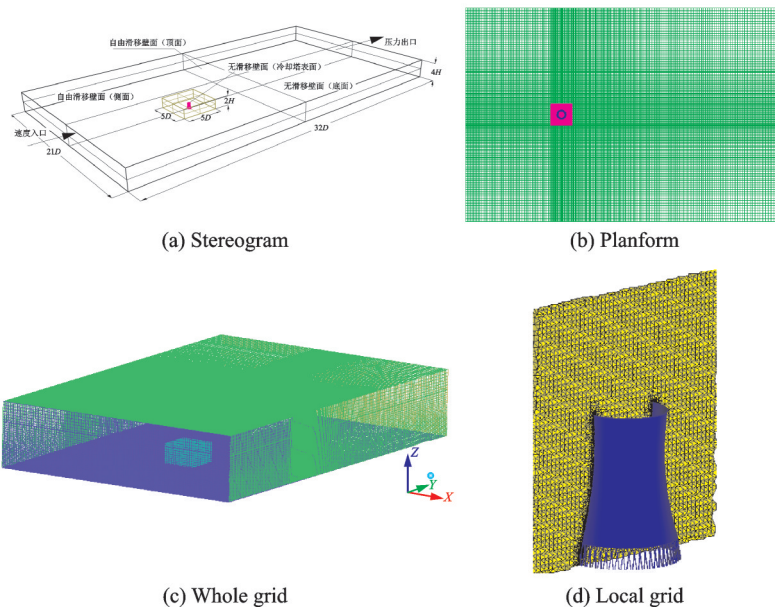 自由滑移壁面（顶面）
压力出口
无滑移壁面（冷却塔表面）
4H
自由滑移壁面（侧面）
2H
无滑移壁面（底面）
5D
5D
速度入口
32D
21D
(a) Stereogram
(b) Planform
Z
Y
X
(c) Whole grid
(d) Local grid